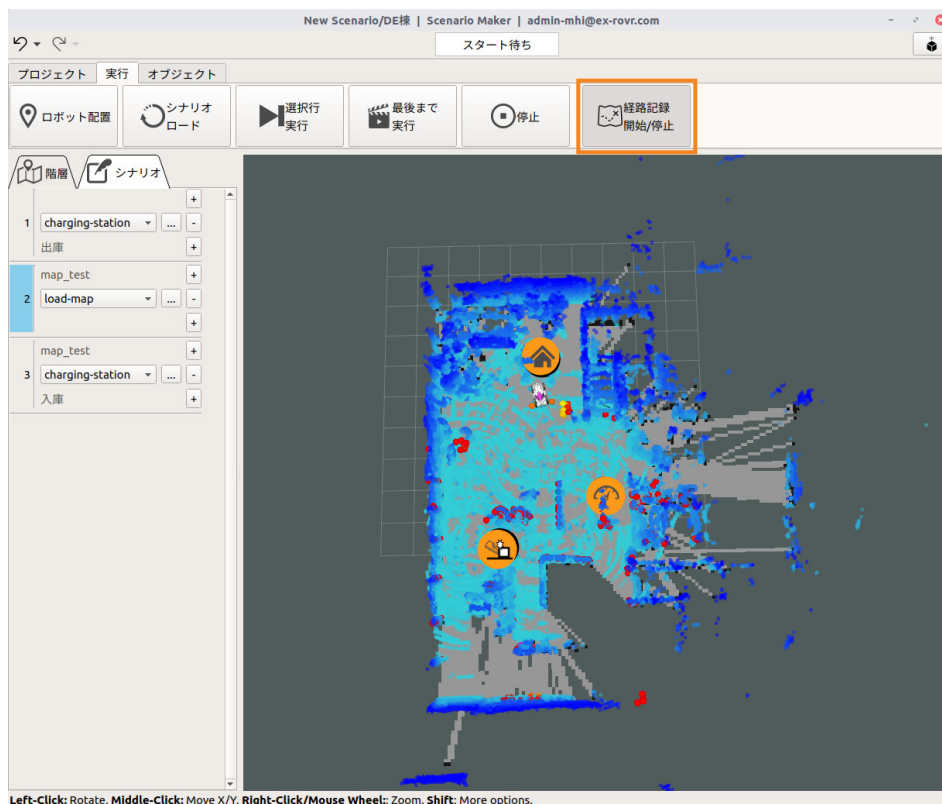 New Scenario/DE棟 | Scenario Maker | admin-mhi@ex-rovr.com
スタート待ち
プロジェクト 実行 オブジェクト
ロボット配置
シナリオ
ロード
選択行
実行
最後まで
実行
停止
経路記録
開始/停止
階層 シナリオ
+
1 charging-station ... -
出庫 +
map_test +
2 load-map ... -
+
map_test +
3 charging-station ... -
入庫 +
Left-Click: Rotate. Middle-Click: Move X/Y. Right-Click/Mouse Wheel:: Zoom. Shift: More options.